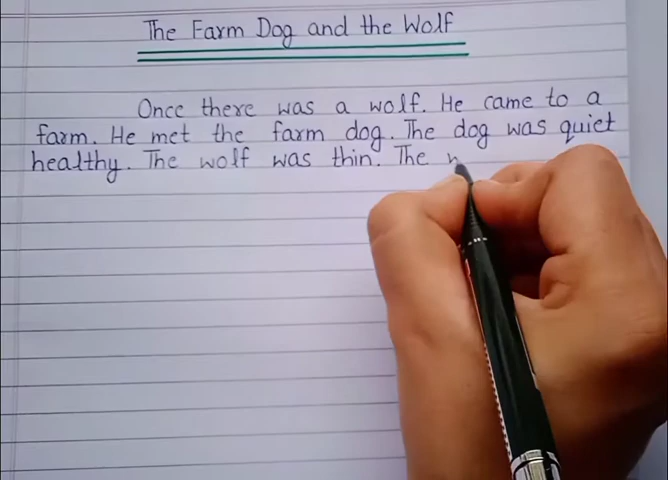 The Farm Dog and the Wolf
Once there was a wolf. He came to a
farm. He met the farm dog. The dog was quiet
healthy. The wolf was thin. The